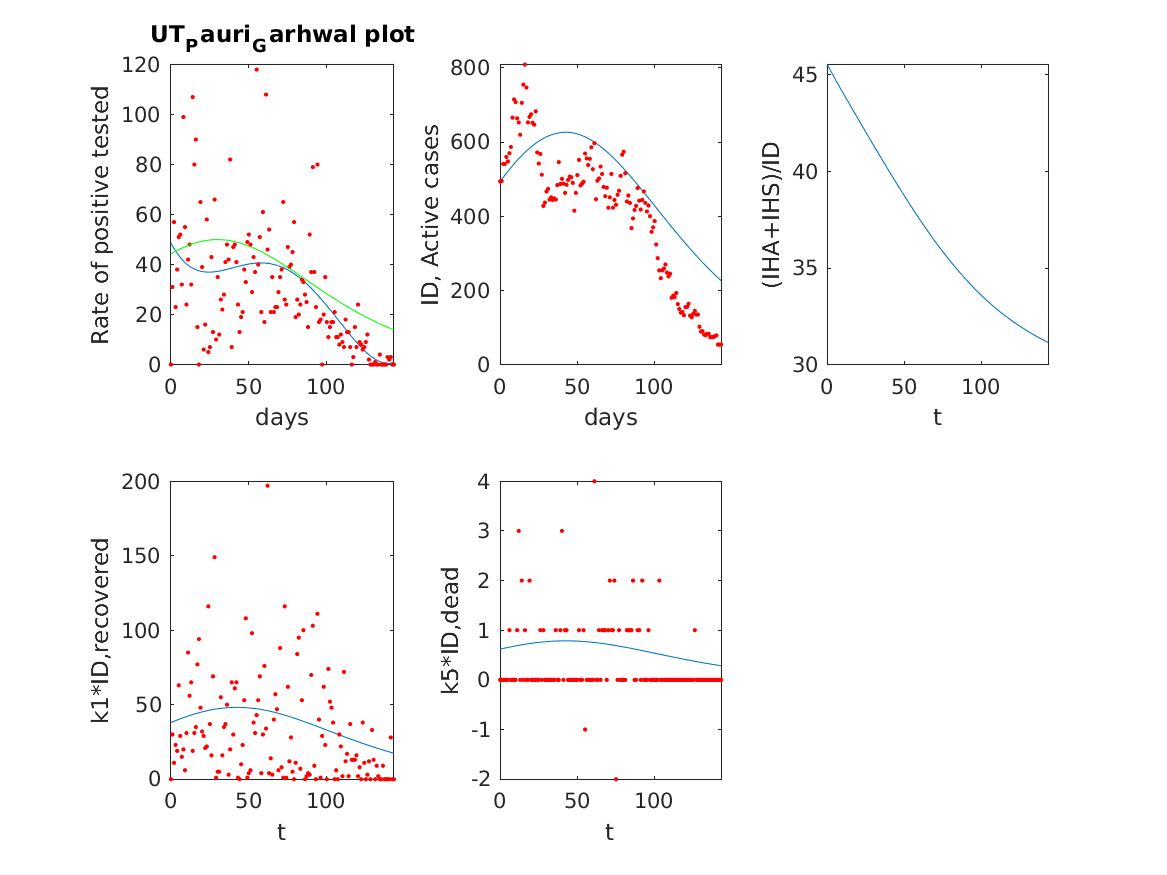 UTPauriGarhwal plot
Rate of positive tested
120
100
80
60
40
20
0
0 50 100
days
ID, Active cases
800
600
400
200
0
0 50 100
days
(IHA+IHS)/ID
45
40
35
30
0 50 100
t
k1*ID,recovered
200
150
100
50
0
0 50 100
t
k5*ID,dead
4
3
2
1
0
-1
-2
0 50 100
t